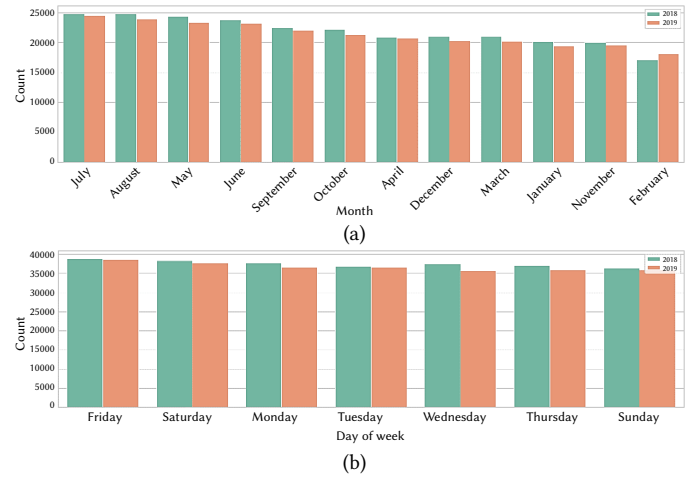 25000
20000
15000
10000
5000
0
Count
2018
2019
July August May June September October April December March January November February
Month
(a)
40000
35000
30000
25000
20000
15000
10000
5000
0
Count
2018
2019
Friday Saturday Monday Tuesday Wednesday Thursday Sunday
Day of week
(b)